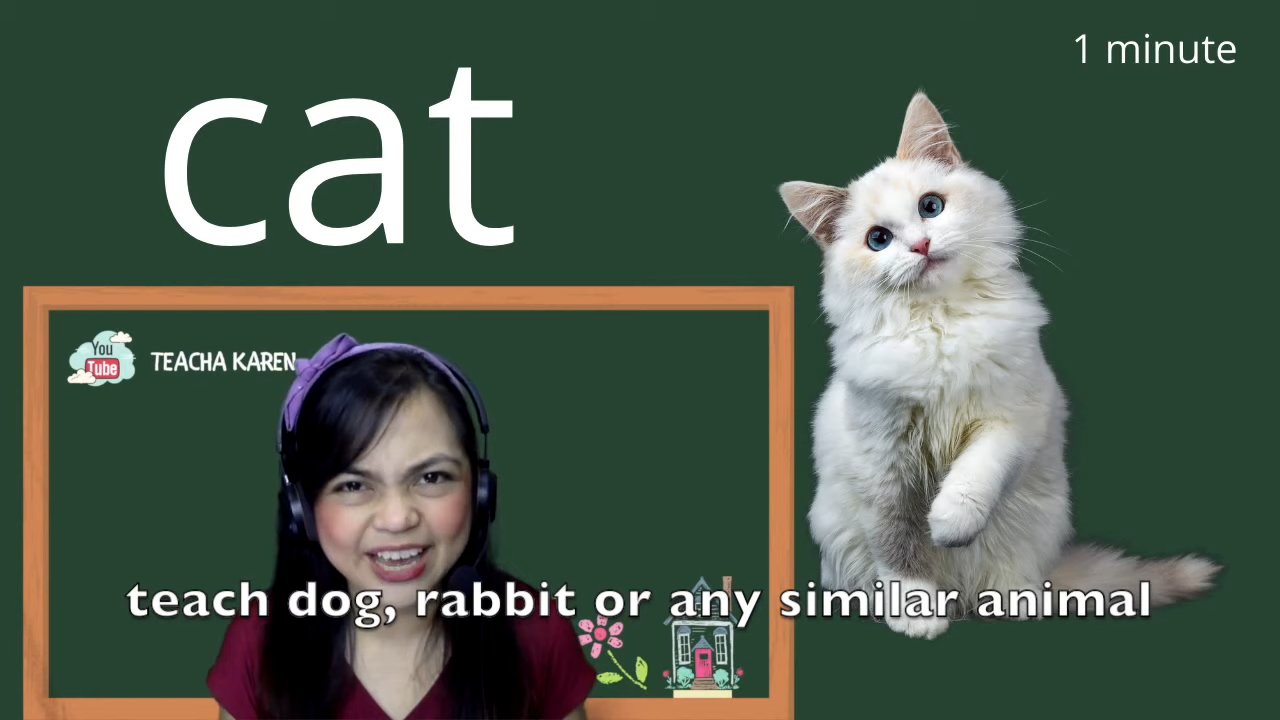 1 minute
cat
You
Tube
TEACHA KAREN
teach dog, rabbit or any similar animal